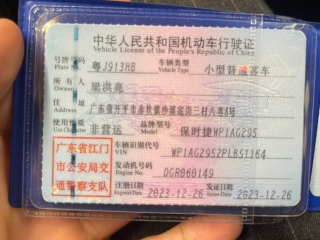 中华人民共和国机动车行驶证
Vehicle License of the People's Republic of China
号牌号码 粤J913HB 车辆类型 小型普通客车
Plate No. Vehicle Type
所有人 梁洪亮
Owner
住址 广东省开平市赤坎镇
Address
使用性质 非营运 品牌型号 保时捷WP1AG295
Use Character Model
广东省江门
市公安局交
通警察支队
车辆识别代号 WP1AG2952PLB51164
VIN
发动机号码 DGR060149
Engine No.
注册日期 2023-12-26 发证日期 2023-12-26
Register Date Issue Date